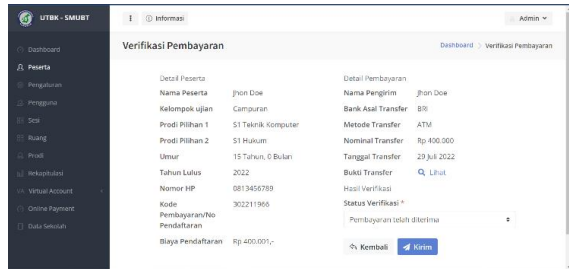 UTBK - SMUBT
Informasi
Admin
Dashboard
Peserta
Pengaturan
Pengguna
Sesi
Ruang
Prodi
Rekapitulasi
VA Virtual Account
Online Payment
Data Sekolah
Verifikasi Pembayaran
Dashboard > Verifikasi Pembayaran
Detail Peserta
Nama Peserta Jhon Doe
Kelompok ujian Campuran
Prodi Pilihan 1 S1 Teknik Komputer
Prodi Pilihan 2 S1 Hukum
Umur 15 Tahun, 0 Bulan
Tahun Lulus 2022
Nomor HP 0813456789
Kode 302211966
Pembayaran/No
Pendaftaran
Biaya Pendaftaran Rp 400.001,-
Detail Pembayaran
Nama Pengirim Jhon Doe
Bank Asal Transfer BRI
Metode Transfer ATM
Nominal Transfer Rp 400.000
Tanggal Transfer 29 Juli 2022
Bukti Transfer Lihat
Hasil Verifikasi
Status Verifikasi *
Pembayaran telah diterima
Kembali Kirim